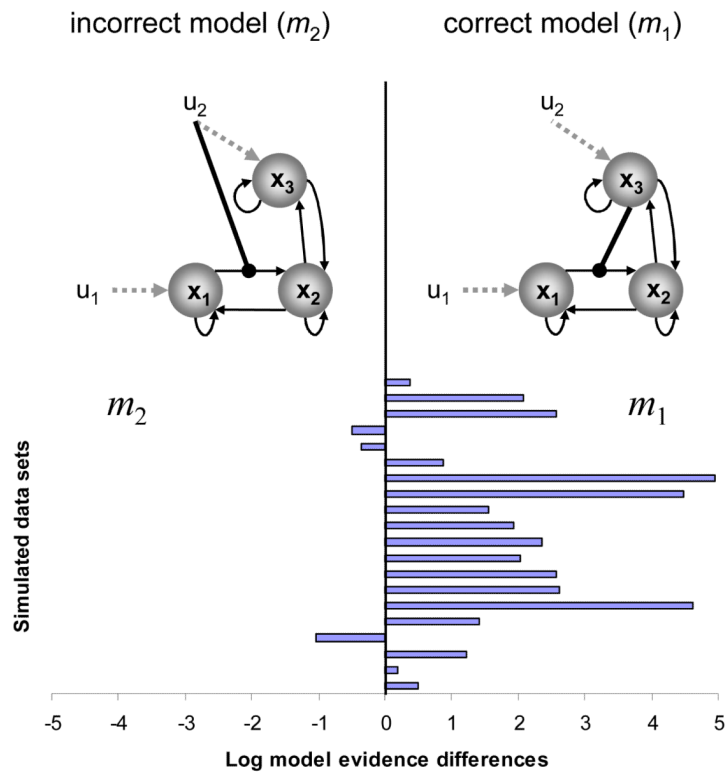 incorrect model (m₂)
correct model (m₁)
u₂
x₃
u₁
x₁
x₂
u₂
x₃
u₁
x₁
x₂
m₂
m₁
Simulated data sets
-5 -4 -3 -2 -1 0 1 2 3 4 5
Log model evidence differences